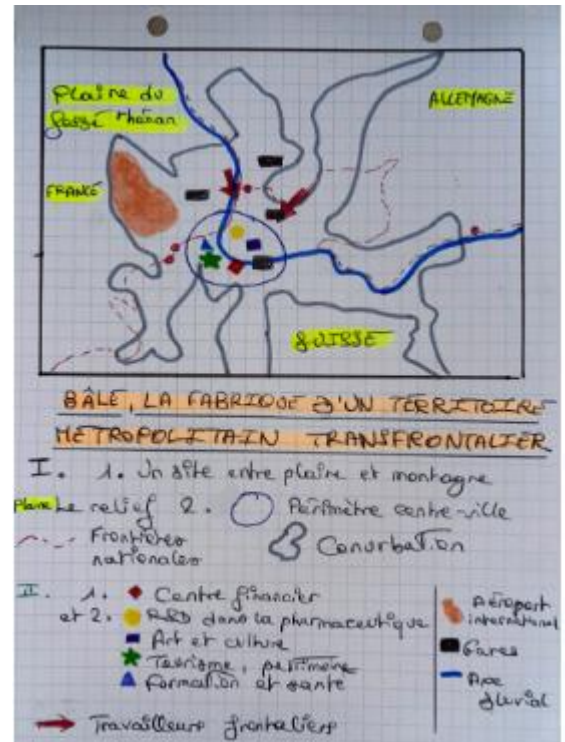 Plaine du
fossé rhénan
ALLEMAGNE
FRANCE
SUISSE
BÂLE, LA FABRIQUE D'UN TERRITOIRE
MÉTROPOLITAIN TRANSFRONTALIER
I. 1. Un site entre plaine et montagne
Plaine Le relief 2. Périmètre centre-ville
Frontières
nationales
Conurbation
II. 1. Centre financier
et 2. R&D dans la pharmaceutique
Art et culture
Tourisme, patrimoine
Formation et santé
Travailleurs frontaliers
Aéroport
international
Gares
Axe
fluvial